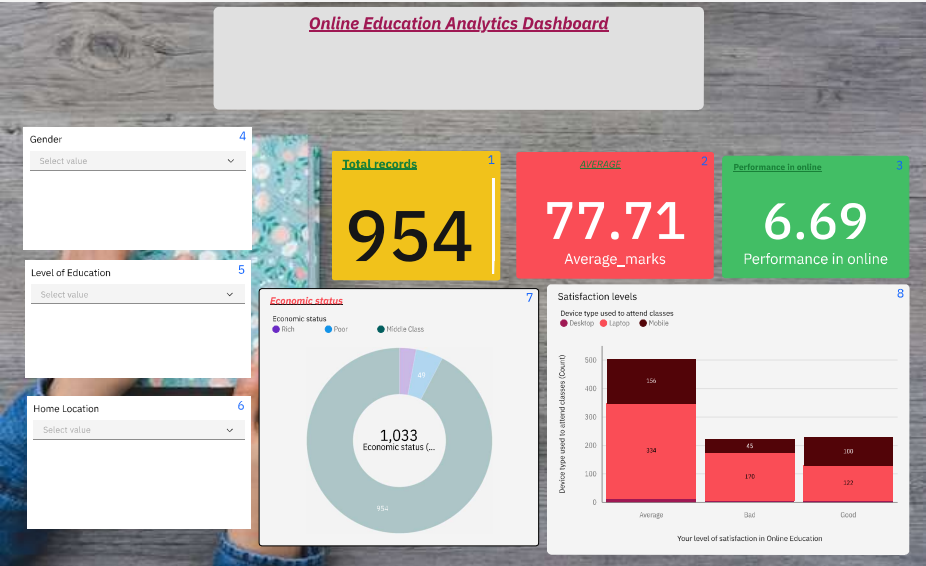 Online Education Analytics Dashboard
Gender
4
Select value
Level of Education
5
Select value
Home Location
6
Select value
Total records
1
954
AVERAGE
2
77.71
Average_marks
Performance in online
3
6.69
Performance in online
Economic status
7
Economic status
Rich
Poor
Middle Class
49
1,033
Economic status (...
954
Satisfaction levels
8
Device type used to attend classes
Desktop
Laptop
Mobile
Device type used to attend classes (Count)
500
400
300
200
100
0
156
334
45
170
100
122
Average
Bad
Good
Your level of satisfaction in Online Education